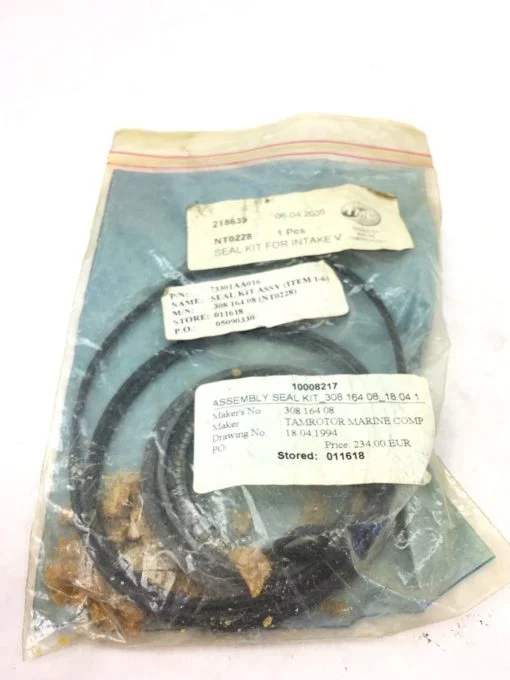 218639 06-04-2005
NT0228 1 Pcs
SEAL KIT FOR INTAKE V
P/N: 73301AA016
NAME: SEAL KIT ASSY (ITEM 1-6)
M/N: 308 164 08 (NT0228)
STORE: 011618
P.O. 05090330
10008217
ASSEMBLY SEAL KIT_308 164 08_18.04.1
Maker's No : 308 164 08
Maker : TAMROTOR MARINE COMP
Drawing No : 18.04.1994
PO: Price: 234.00 EUR
Stored: 011618